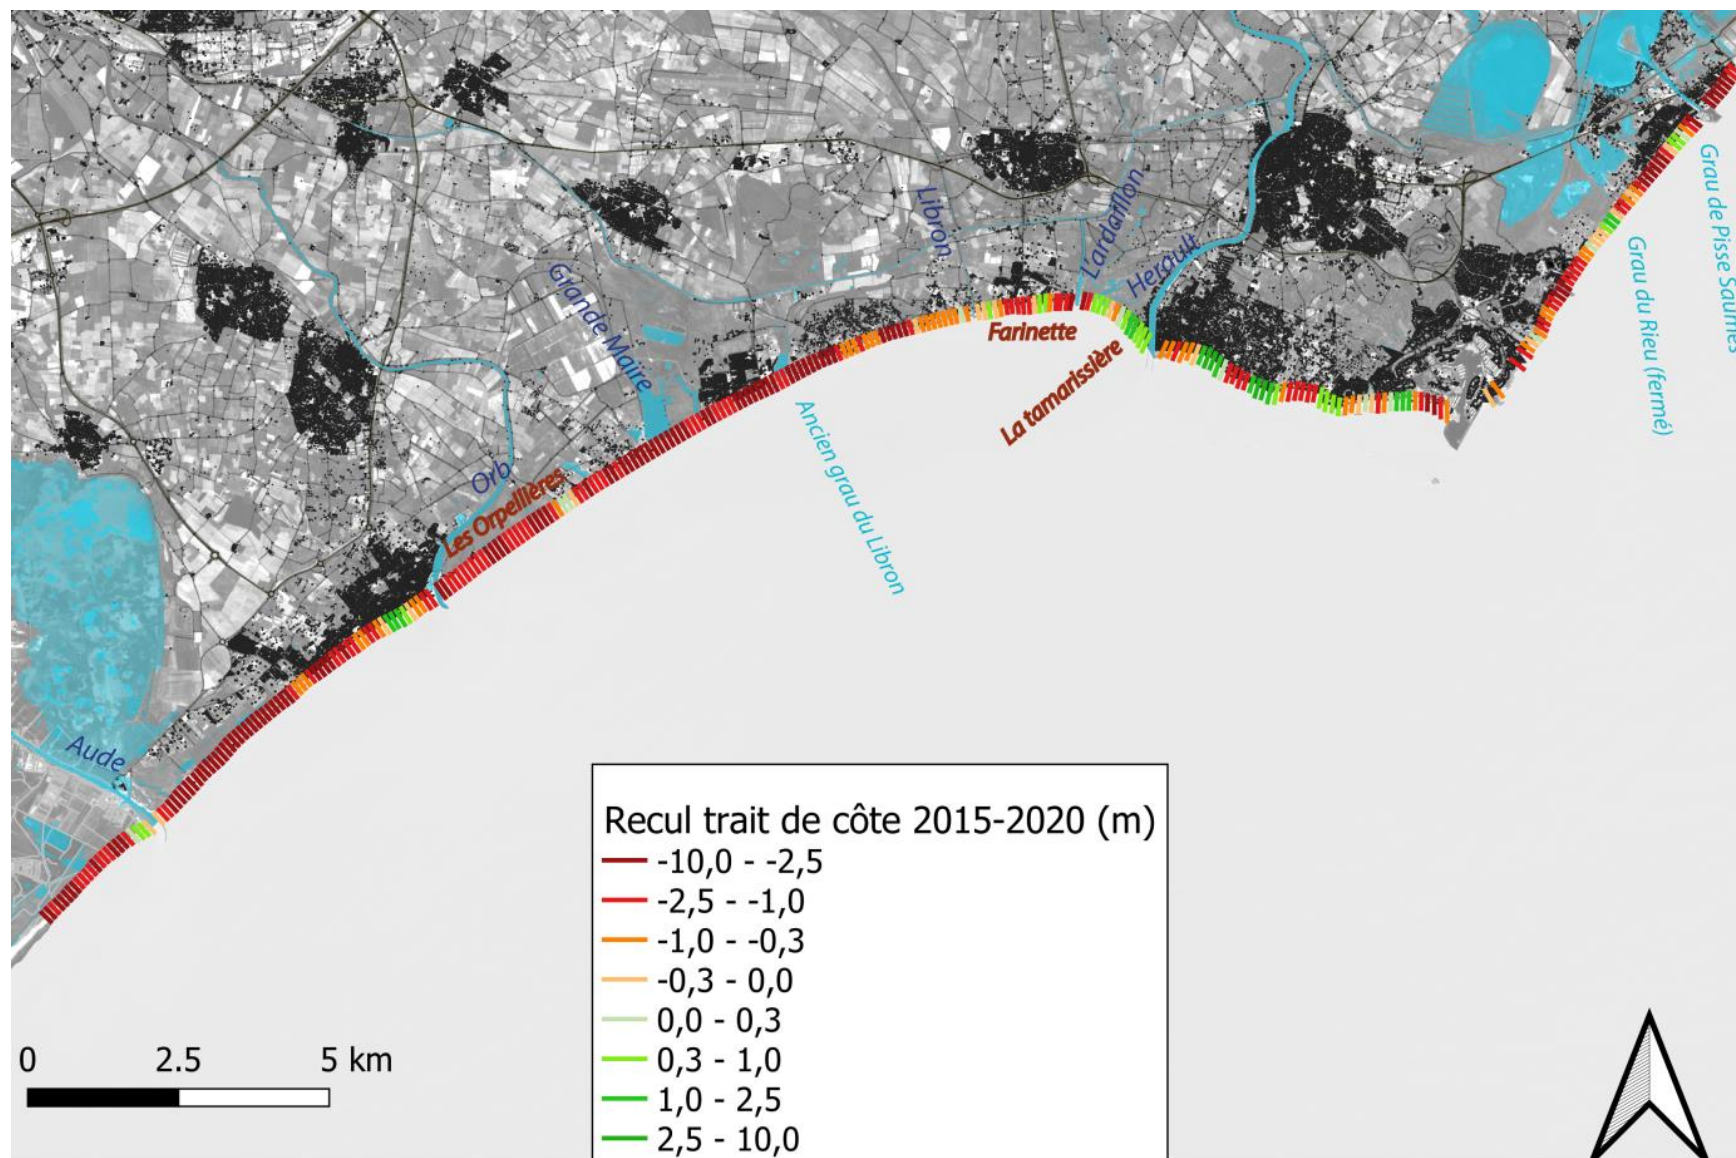 Grau de Pisse Saumes
Libron
L'ardaillon
Herault
Grau du Rieu (fermé)
Grande Maire
Farinette
La tamarissière
Ancien grau du Libron
Orb
Les Orpellières
Aude
Recul trait de côte 2015-2020 (m)
-10,0 - -2,5
-2,5 - -1,0
-1,0 - -0,3
-0,3 - 0,0
0,0 - 0,3
0,3 - 1,0
1,0 - 2,5
2,5 - 10,0
0 2.5 5 km